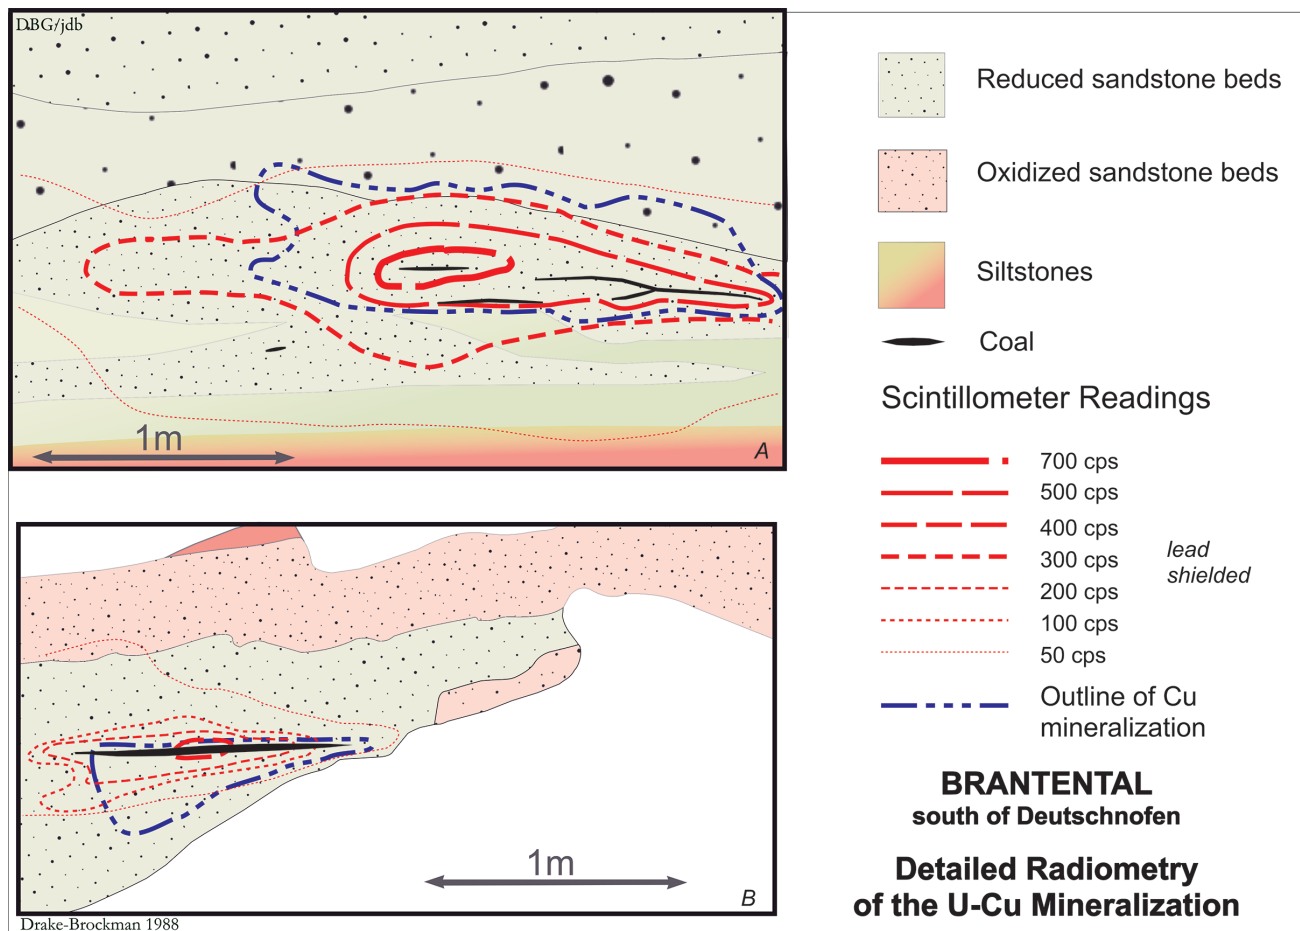 DBG/jdb
1m
A
1m
B
Drake-Brockman 1988
Reduced sandstone beds
Oxidized sandstone beds
Siltstones
Coal
Scintillometer Readings
700 cps
500 cps
400 cps
300 cps
200 cps
100 cps
50 cps
lead
shielded
Outline of Cu
mineralization
BRANTENTAL
south of Deutschnofen
Detailed Radiometry
of the U-Cu Mineralization